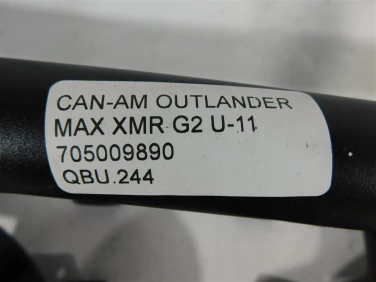 CAN-AM OUTLANDER
MAX XMR G2 U-11
705009890
QBU.244